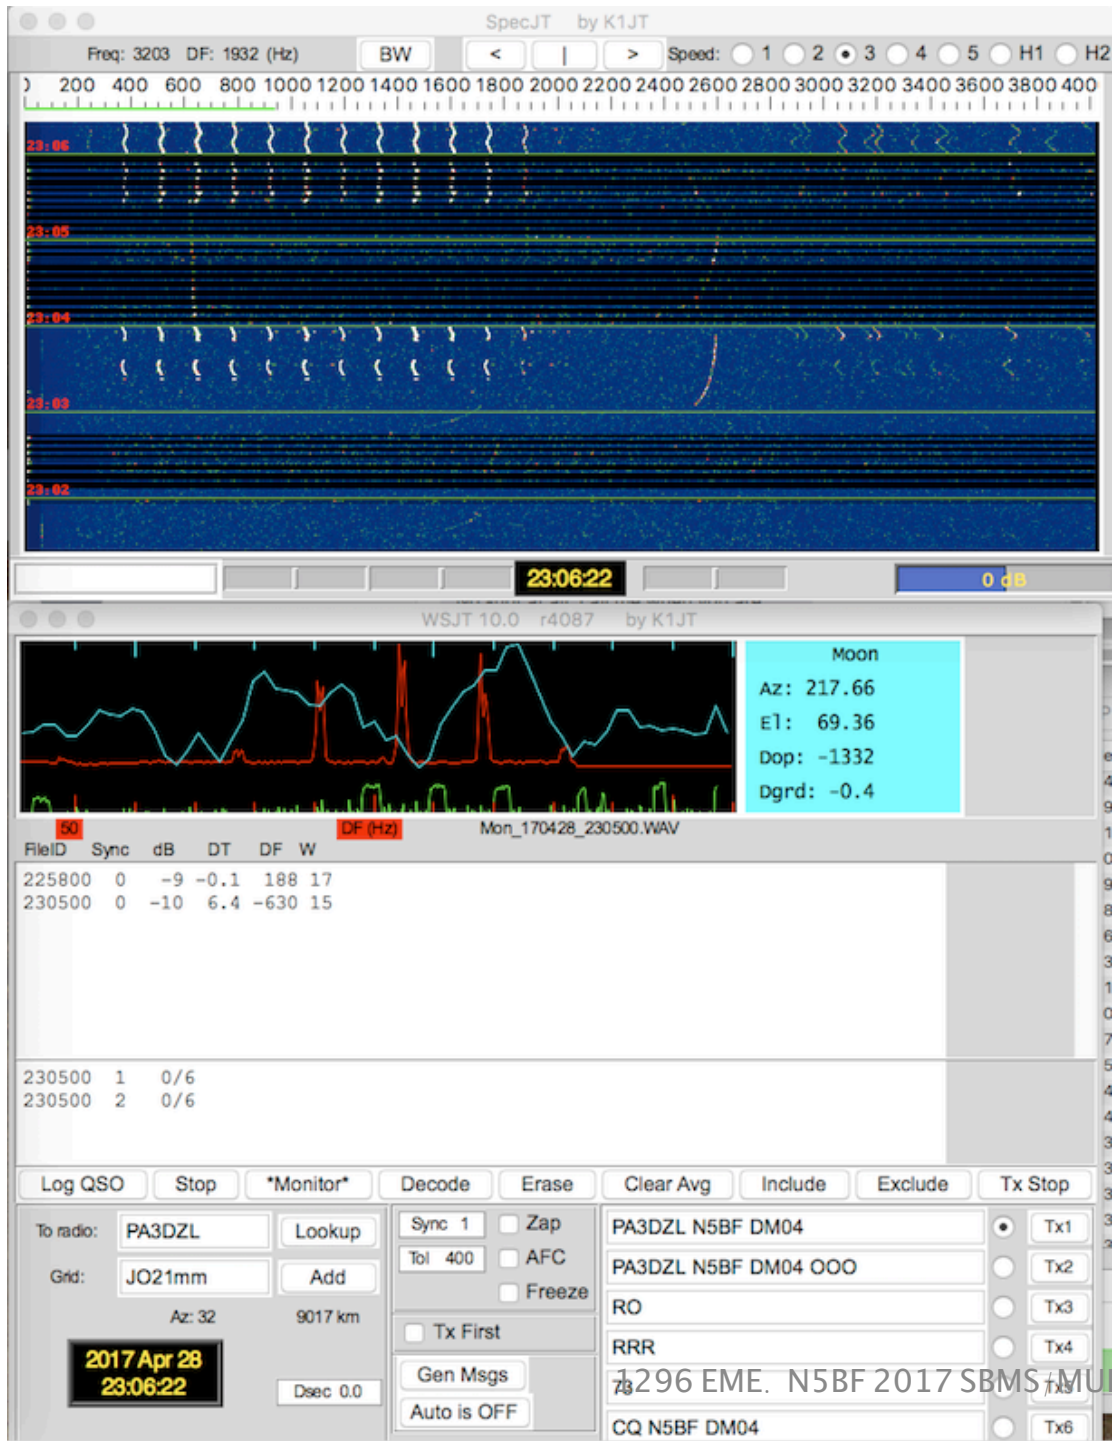 SpecJT by K1JT
Freq: 3203 DF: 1932 (Hz) BW < | > Speed: 1 2 3 4 5 H1 H2
200 400 600 800 1000 1200 1400 1600 1800 2000 2200 2400 2600 2800 3000 3200 3400 3600 3800 400
23:06
23:05
23:04
23:03
23:02
23:06:22 0 dB
WSJT 10.0 r4087 by K1JT
Moon
Az: 217.66
El: 69.36
Dop: -1332
Dgrd: -0.4
50 DF (Hz) Mon_170428_230500.WAV
FileID Sync dB DT DF W
225800 0 -9 -0.1 188 17
230500 0 -10 6.4 -630 15
230500 1 0/6
230500 2 0/6
Log QSO Stop *Monitor* Decode Erase Clear Avg Include Exclude Tx Stop
To radio: PA3DZL Lookup
Grid: JO21mm Add
Az: 32 9017 km
2017 Apr 28
23:06:22
Dsec 0.0
Sync 1 Zap
Tol 400 AFC
Freeze
Tx First
Gen Msgs
Auto is OFF
PA3DZL N5BF DM04 Tx1
PA3DZL N5BF DM04 OOO Tx2
RO Tx3
RRR Tx4
73 Tx5
CQ N5BF DM04 Tx6
1296 EME. N5BF 2017 SBMS/MU